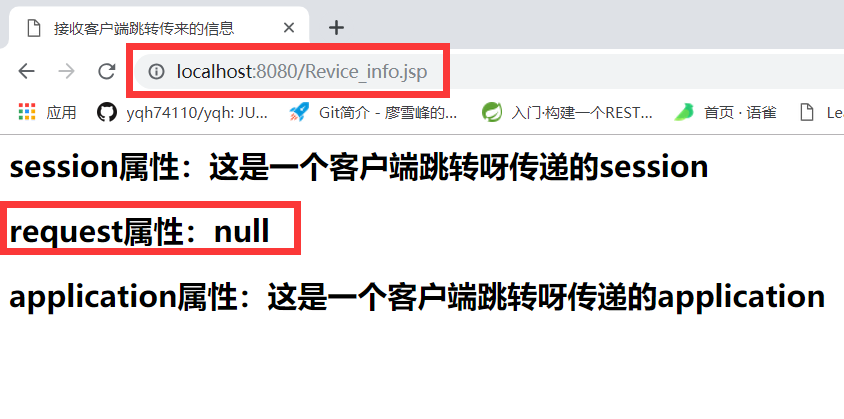 接收客户端跳转传来的信息
localhost:8080/Revice_info.jsp
应用 yqh74110/yqh: JU... Git简介 - 廖雪峰的... 入门·构建一个REST... 首页 · 语雀 Lea
session属性：这是一个客户端跳转呀传递的session
request属性：null
application属性：这是一个客户端跳转呀传递的application